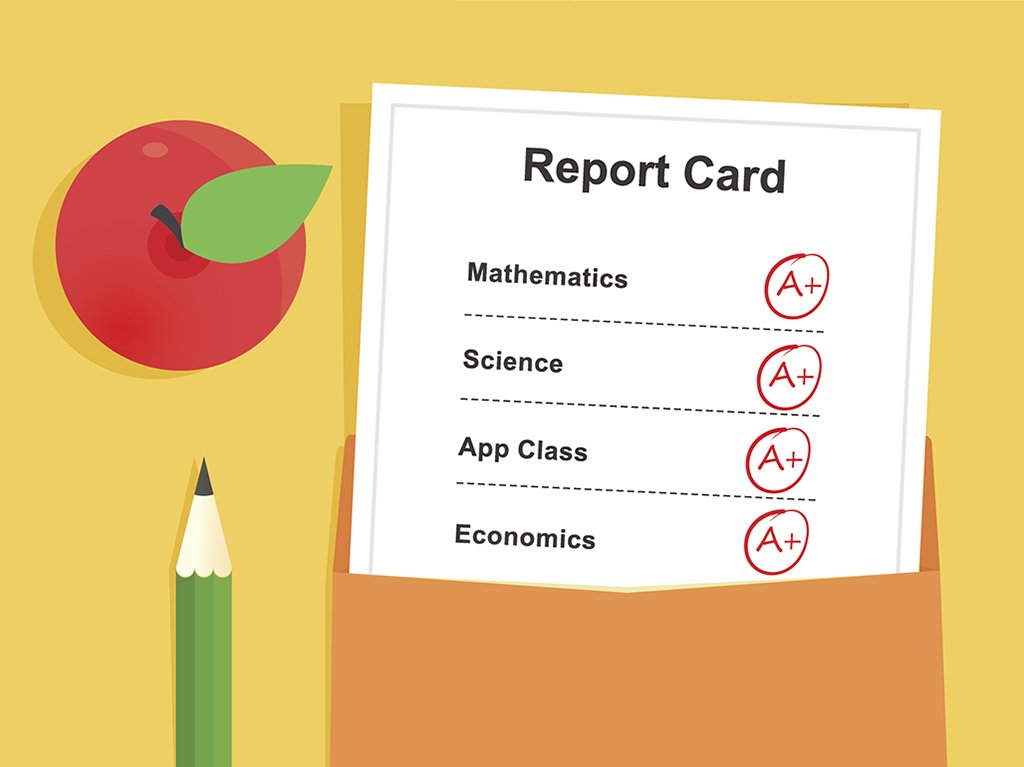 Report Card
Mathematics A+
Science A+
App Class A+
Economics A+